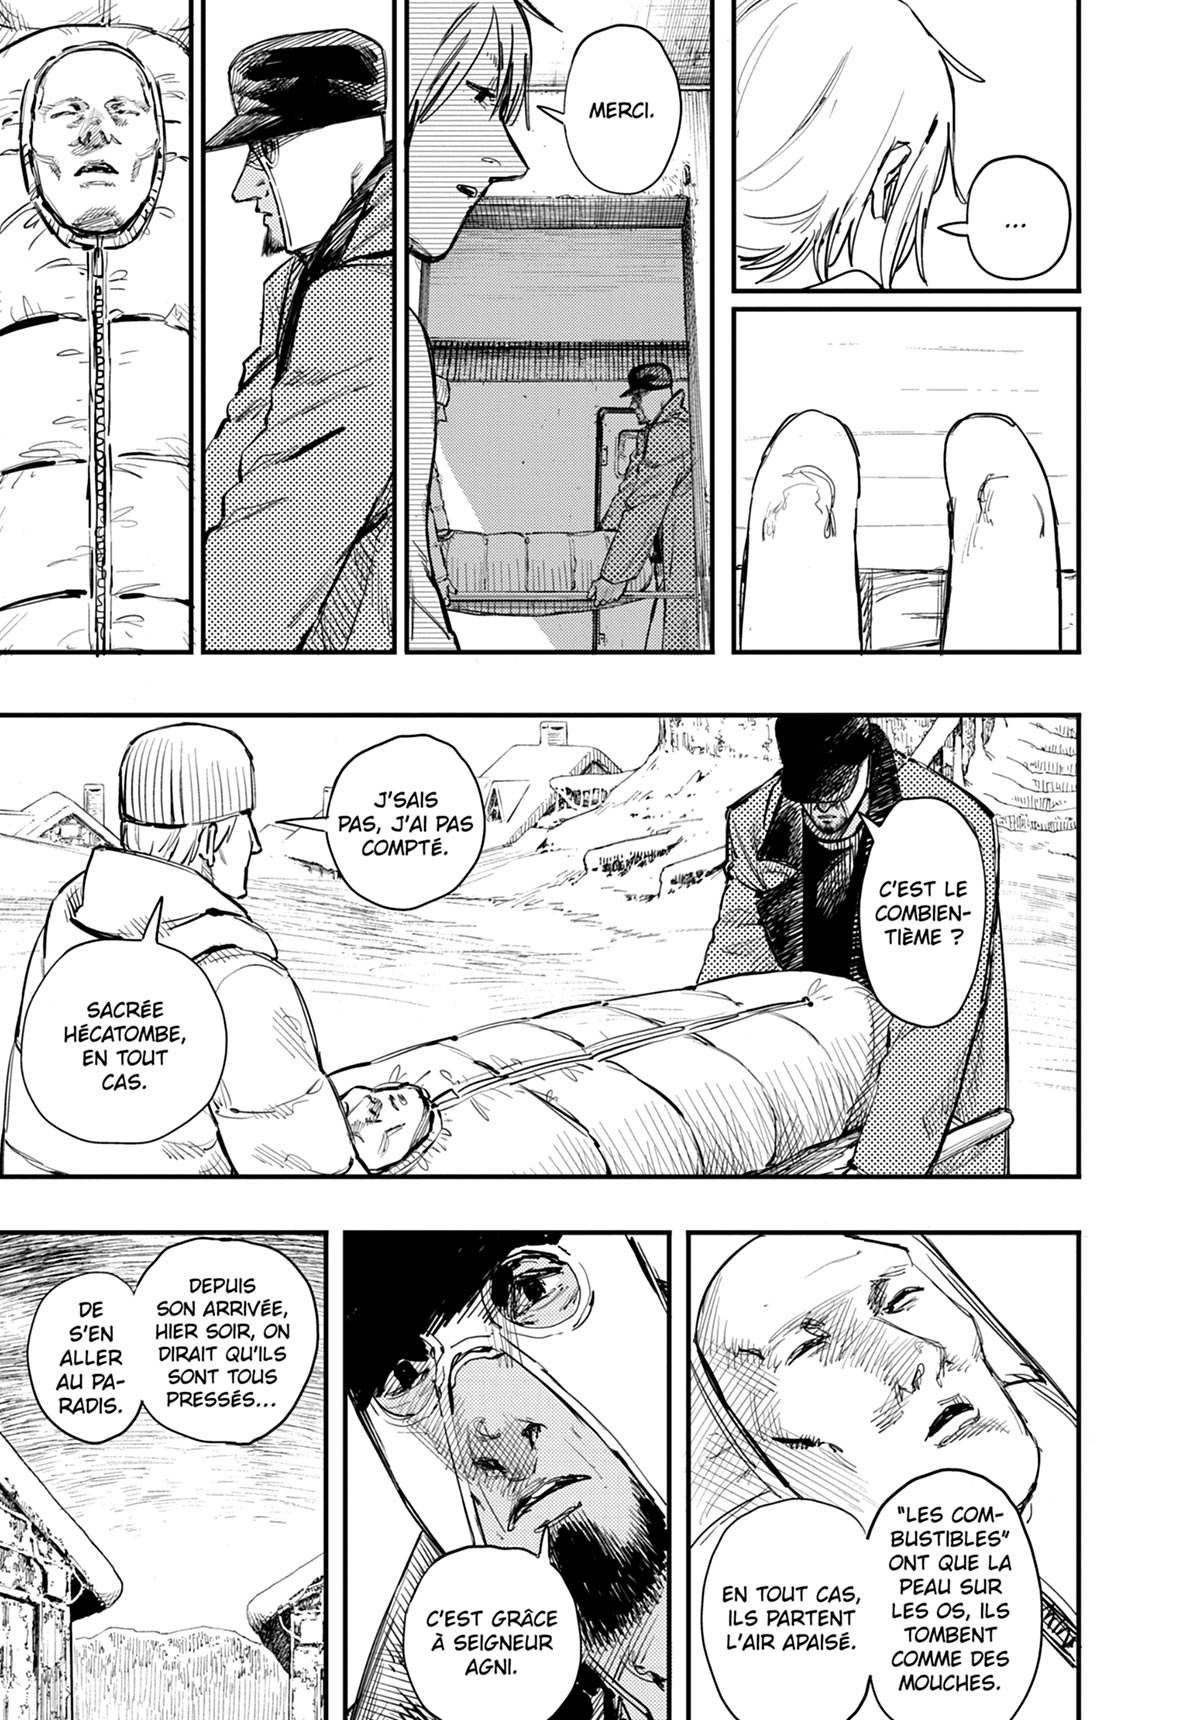 ...
MERCI.
C'EST LE
COMBIEN-
TIÈME ?
J'SAIS
PAS, J'AI PAS
COMPTÉ.
SACRÉE
HÉCATOMBE,
EN TOUT
CAS.
"LES COM-
BUSTIBLES"
ONT QUE LA
PEAU SUR
LES OS, ILS
TOMBENT
COMME DES
MOUCHES.
EN TOUT CAS,
ILS PARTENT
L'AIR APAISÉ.
C'EST GRÂCE
À SEIGNEUR
AGNI.
DEPUIS
SON ARRIVÉE,
HIER SOIR, ON
DIRAIT QU'ILS
SONT TOUS
PRESSÉS...
DE
S'EN
ALLER
AU PA-
RADIS.